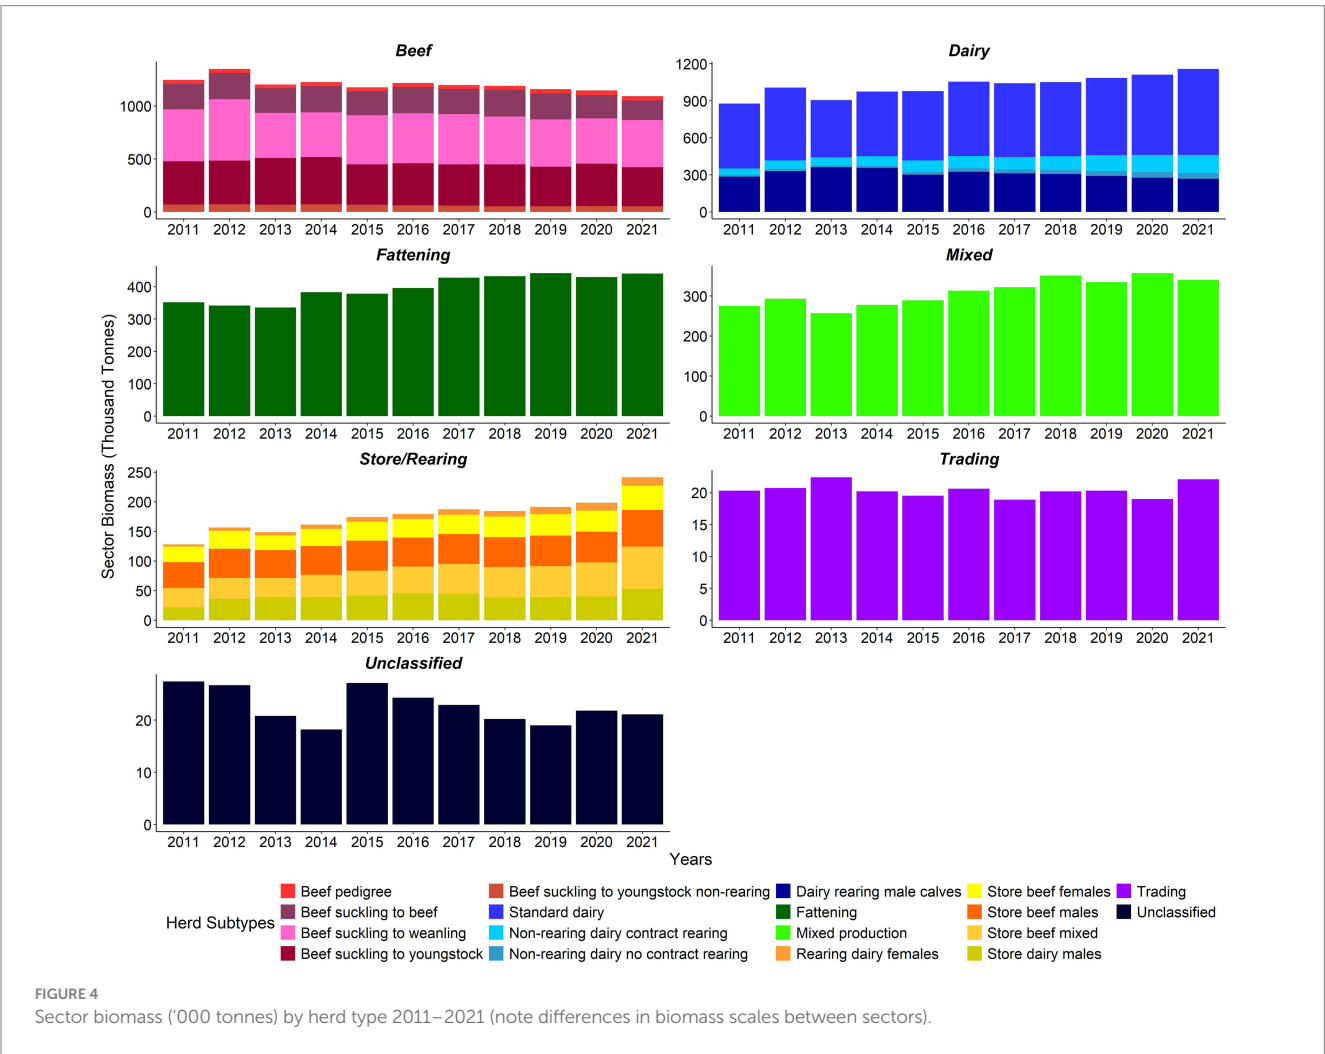 Beef
Dairy
1000
500
0
2011 2012 2013 2014 2015 2016 2017 2018 2019 2020 2021
1200
900
600
300
0
2011 2012 2013 2014 2015 2016 2017 2018 2019 2020 2021
Fattening
Mixed
400
300
200
100
0
2011 2012 2013 2014 2015 2016 2017 2018 2019 2020 2021
300
200
100
0
2011 2012 2013 2014 2015 2016 2017 2018 2019 2020 2021
Sector Biomass (Thousand Tonnes)
Store/Rearing
Trading
250
200
150
100
50
0
2011 2012 2013 2014 2015 2016 2017 2018 2019 2020 2021
20
15
10
5
0
2011 2012 2013 2014 2015 2016 2017 2018 2019 2020 2021
Unclassified
20
10
0
2011 2012 2013 2014 2015 2016 2017 2018 2019 2020 2021
Years
Herd Subtypes
Beef pedigree
Beef suckling to beef
Beef suckling to weanling
Beef suckling to youngstock
Beef suckling to youngstock non-rearing
Standard dairy
Non-rearing dairy contract rearing
Non-rearing dairy no contract rearing
Dairy rearing male calves
Fattening
Mixed production
Rearing dairy females
Store beef females
Store beef males
Store beef mixed
Store dairy males
Trading
Unclassified
FIGURE 4
Sector biomass (‘000 tonnes) by herd type 2011–2021 (note differences in biomass scales between sectors).